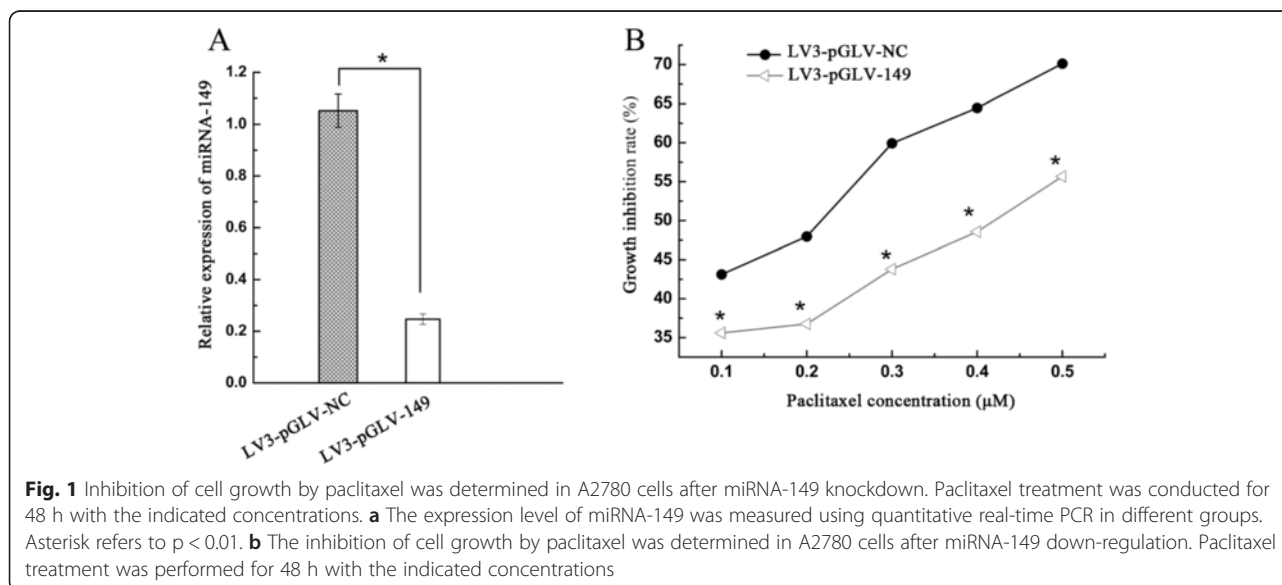 A
*
1.2
1.0
0.8
0.6
0.4
0.2
0.0
Relative expression of miRNA-149
LV3-pGLV-NC
LV3-pGLV-149
B
LV3-pGLV-NC
LV3-pGLV-149
70
65
60
55
50
45
40
35
Growth inhibition rate (%)
* * * * *
0.1 0.2 0.3 0.4 0.5
Paclitaxel concentration (µM)
Fig. 1 Inhibition of cell growth by paclitaxel was determined in A2780 cells after miRNA-149 knockdown. Paclitaxel treatment was conducted for
48 h with the indicated concentrations. a The expression level of miRNA-149 was measured using quantitative real-time PCR in different groups.
Asterisk refers to p < 0.01. b The inhibition of cell growth by paclitaxel was determined in A2780 cells after miRNA-149 down-regulation. Paclitaxel
treatment was performed for 48 h with the indicated concentrations